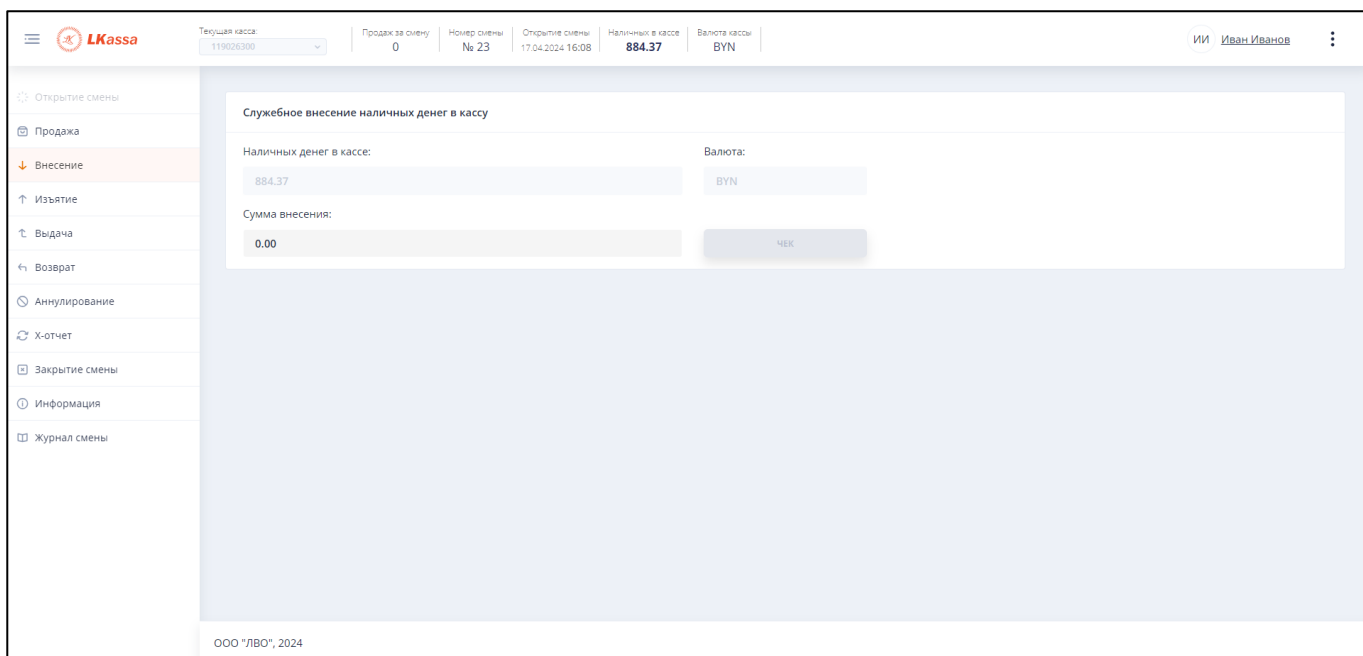 LKassa
Текущая касса:
119026300
Продаж за смену
0
Номер смены
№ 23
Открытие смены
17.04.2024 16:08
Наличных в кассе
884.37
Валюта кассы
BYN
ИИ Иван Иванов
Открытие смены
Продажа
Внесение
Изъятие
Выдача
Возврат
Аннулирование
Х-отчет
Закрытие смены
Информация
Журнал смены
Служебное внесение наличных денег в кассу
Наличных денег в кассе:
884.37
Валюта:
BYN
Сумма внесения:
0.00
ЧЕК
ООО "ЛВО", 2024